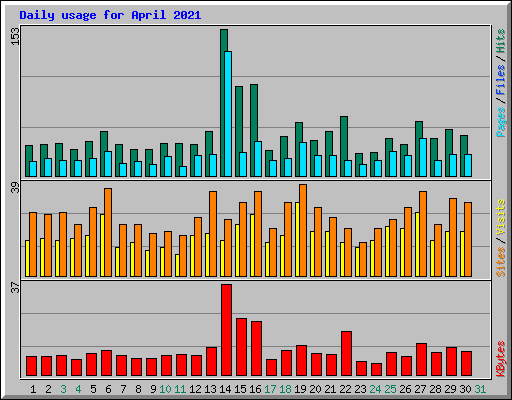 Daily usage for April 2021
153
39
37
Pages / Files / Hits
Sites / Visits
KBytes
1 2 3 4 5 6 7 8 9 10 11 12 13 14 15 16 17 18 19 20 21 22 23 24 25 26 27 28 29 30 31